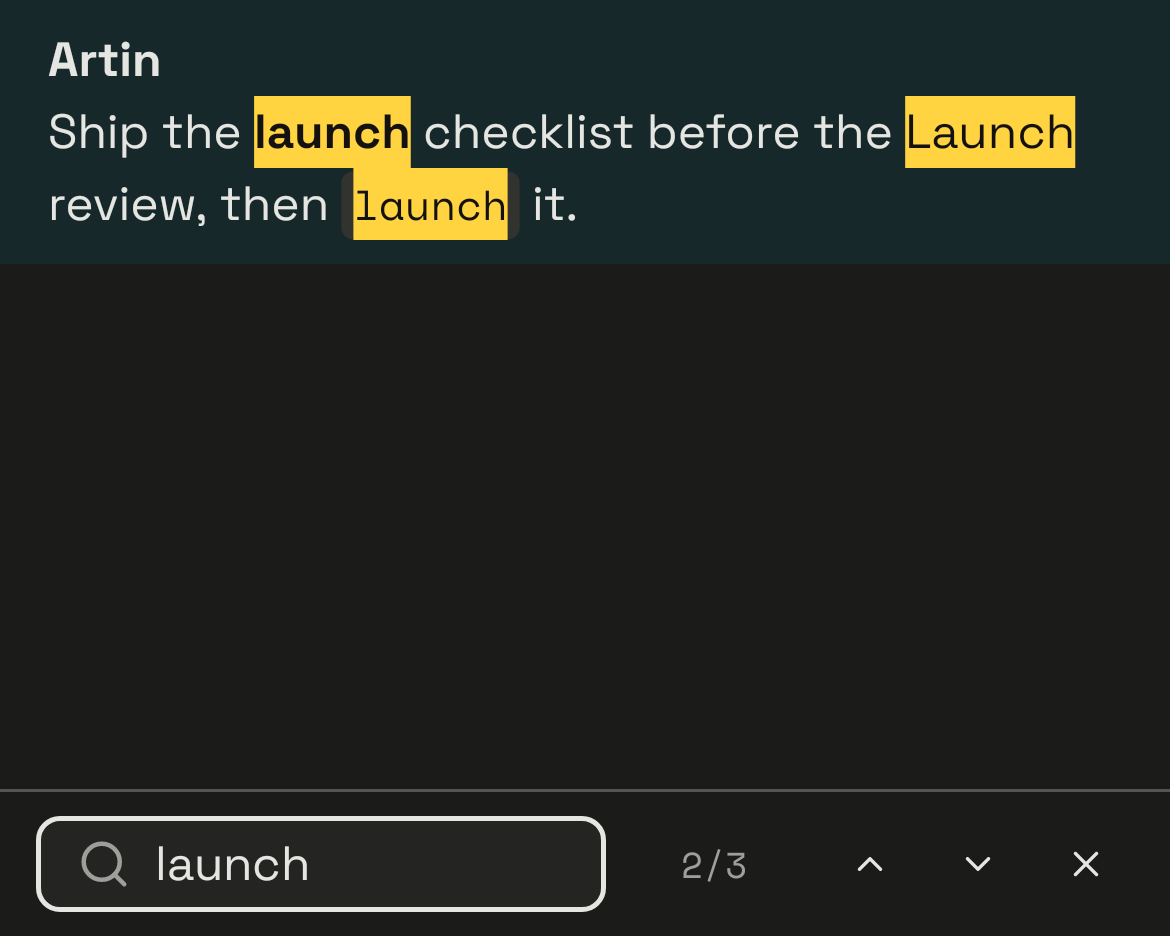 Artin
Ship the launch checklist before the Launch
review, then launch it.
launch
2/3